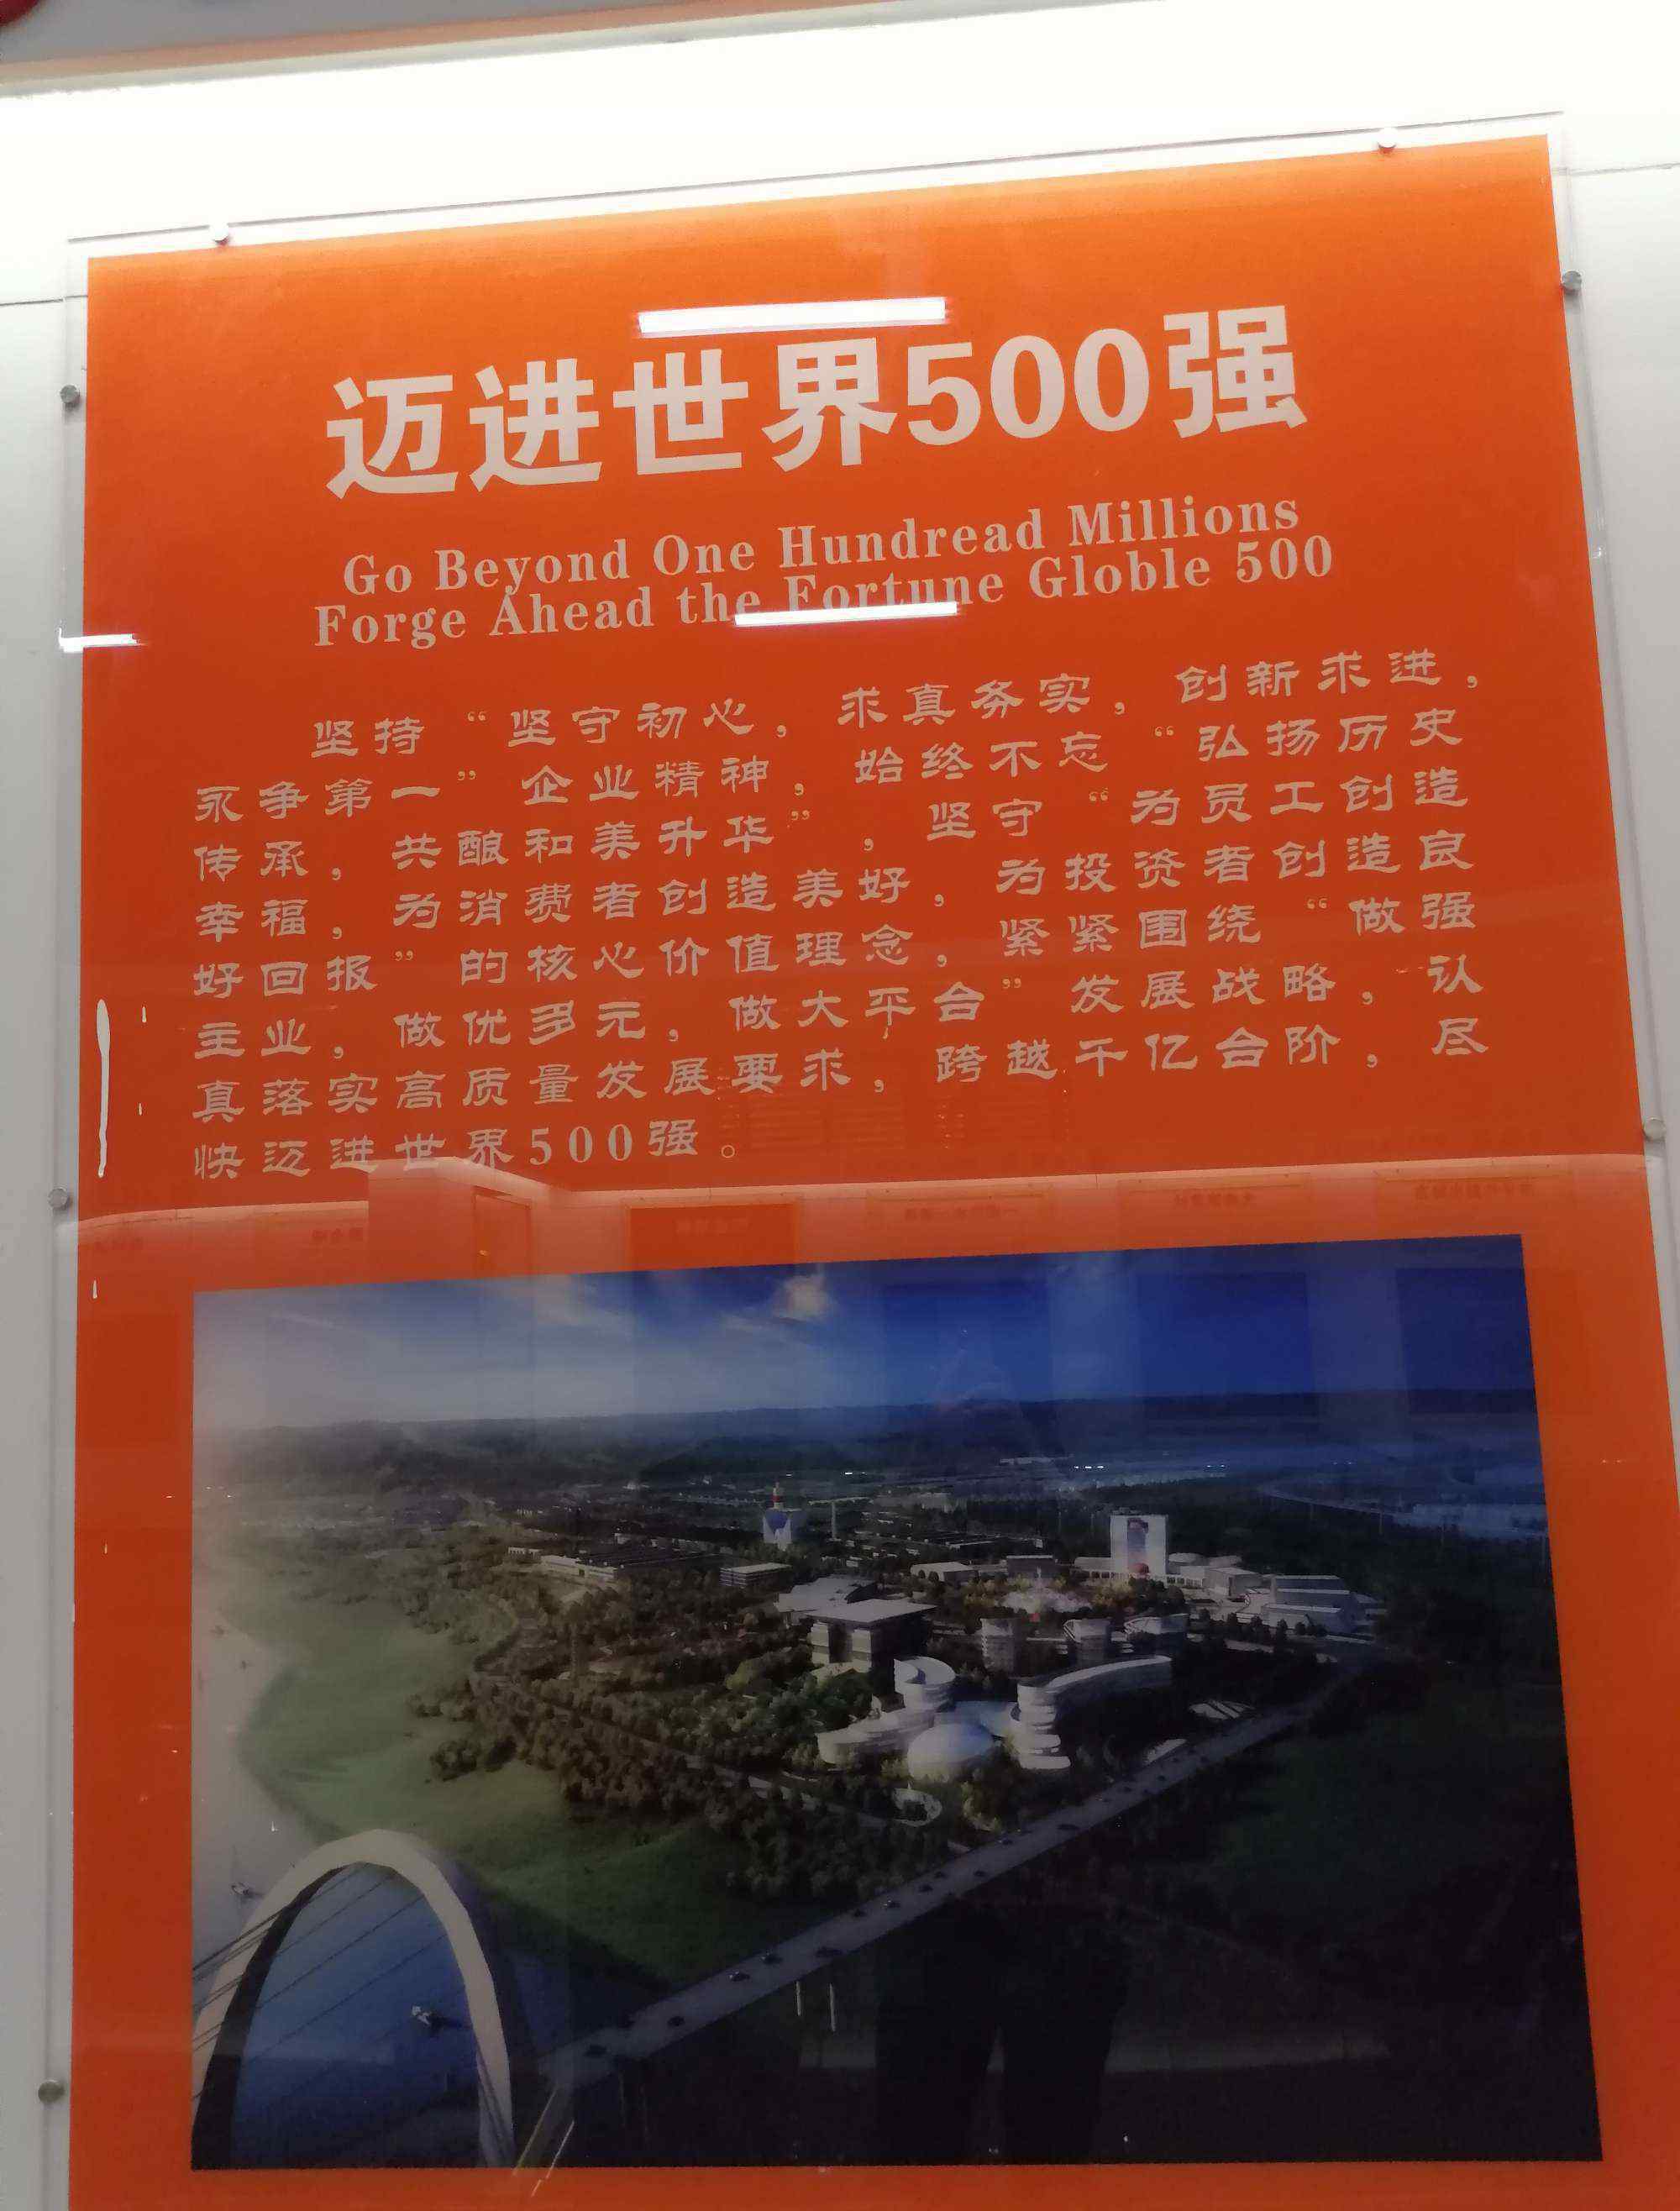 迈进世界500强
Go Beyond One Hundread Millions
Forge Ahead the Fortune Globle 500
坚持“坚守初心，求真务实，创新求进，
永争第一”企业精神，始终不忘“弘扬历史
传承，共酿和美升华”，坚守“为员工创造
幸福，为消费者创造美好，为投资者创造良
好回报”的核心价值理念，紧紧围绕“做强
主业，做优多元，做大平台”发展战略，认
真落实高质量发展要求，跨越千亿台阶，尽
快迈进世界500强。